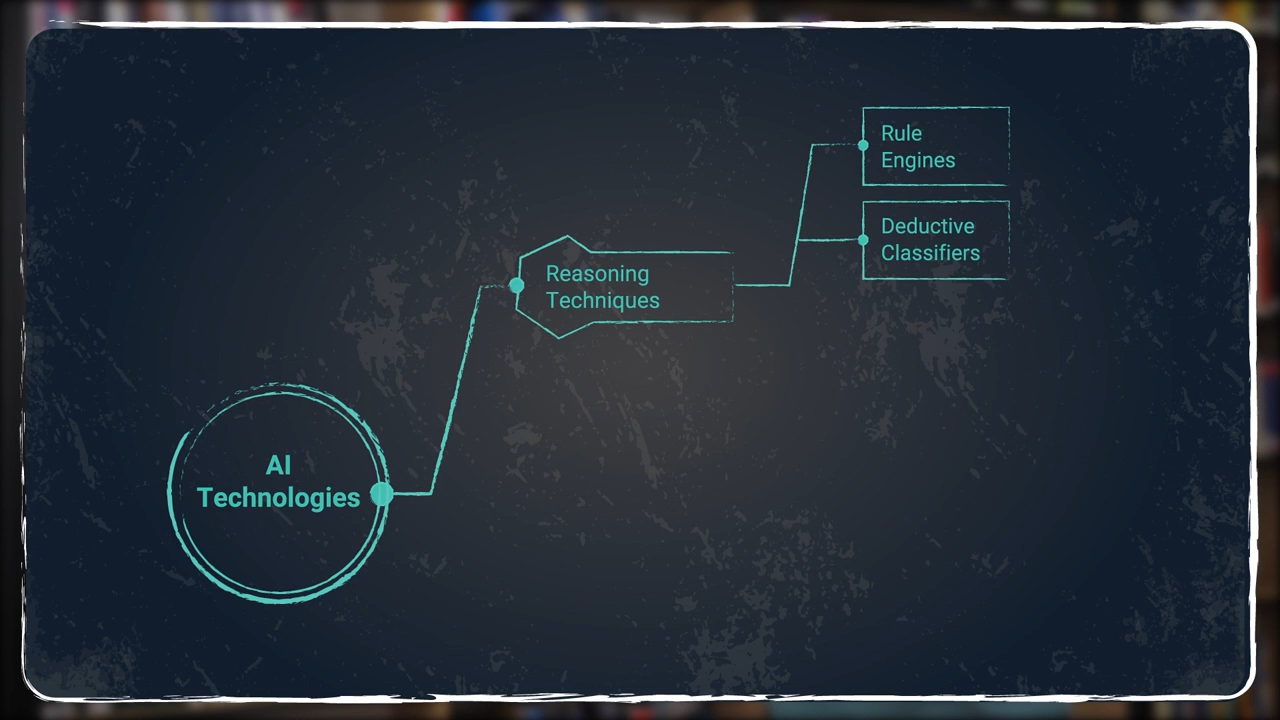 Rule
Engines
Deductive
Classifiers
Reasoning
Techniques
AI
Technologies